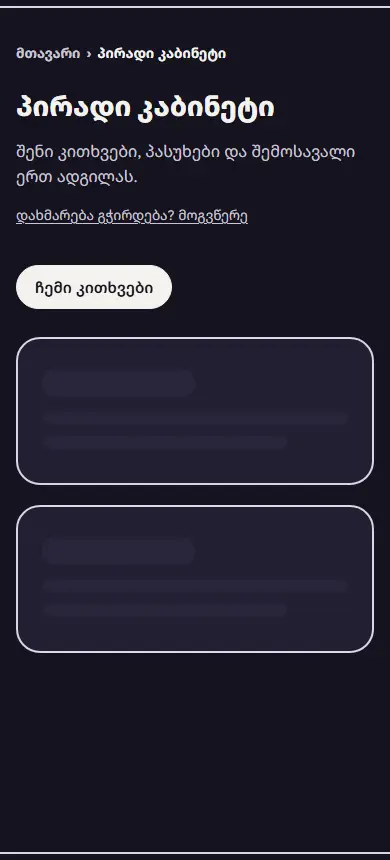 მთავარი › პირადი კაბინეტი
პირადი კაბინეტი
შენი კითხვები, პასუხები და შემოსავალი
ერთ ადგილას.
დახმარება გჭირდება? მოგვწერე
ჩემი კითხვები